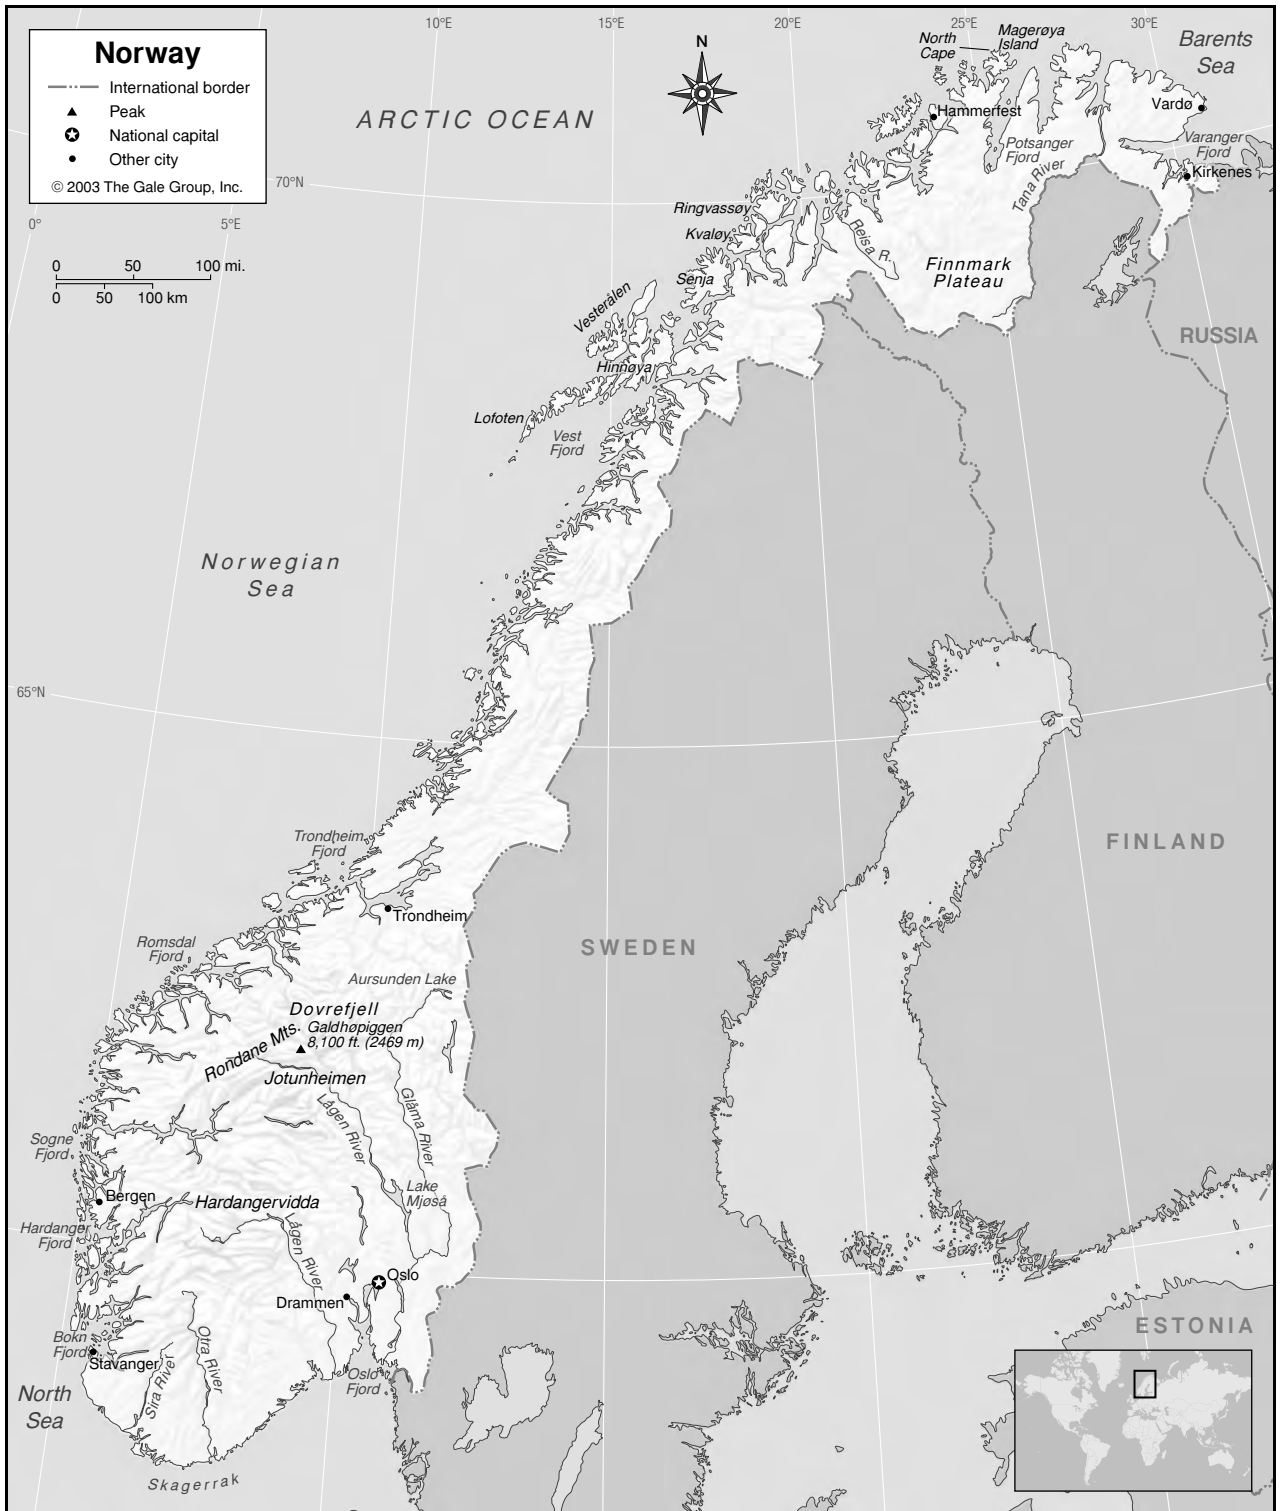 Norway
International border
Peak
National capital
Other city
© 2003 The Gale Group, Inc.
10°E
15°E
20°E
25°E
30°E
0°
5°E
70°N
65°N
0 50 100 mi.
0 50 100 km
N
ARCTIC OCEAN
Barents
Sea
North
Cape
Magerøya
Island
Hammerfest
Vardø
Potsanger
Fjord
Varanger
Fjord
Kirkenes
Tana River
Ringvassøy
Kvaløy
Reisa R.
Senja
Finnmark
Plateau
Vesterålen
Hinnøya
RUSSIA
Lofoten
Vest
Fjord
Norwegian
Sea
Trondheim
Fjord
Trondheim
FINLAND
SWEDEN
Romsdal
Fjord
Aursunden Lake
Dovrefjell
Rondane Mts.
Galdhøpiggen
8,100 ft. (2469 m)
Jotunheimen
Lågen River
Glåma River
Sogne
Fjord
Bergen
Hardangervidda
Lake
Mjøså
Hardanger
Fjord
Lågen River
Oslo
Drammen
Bokn
Fjord
Stavanger
Sira River
Otra River
Oslo
Fjord
ESTONIA
North
Sea
Skagerrak